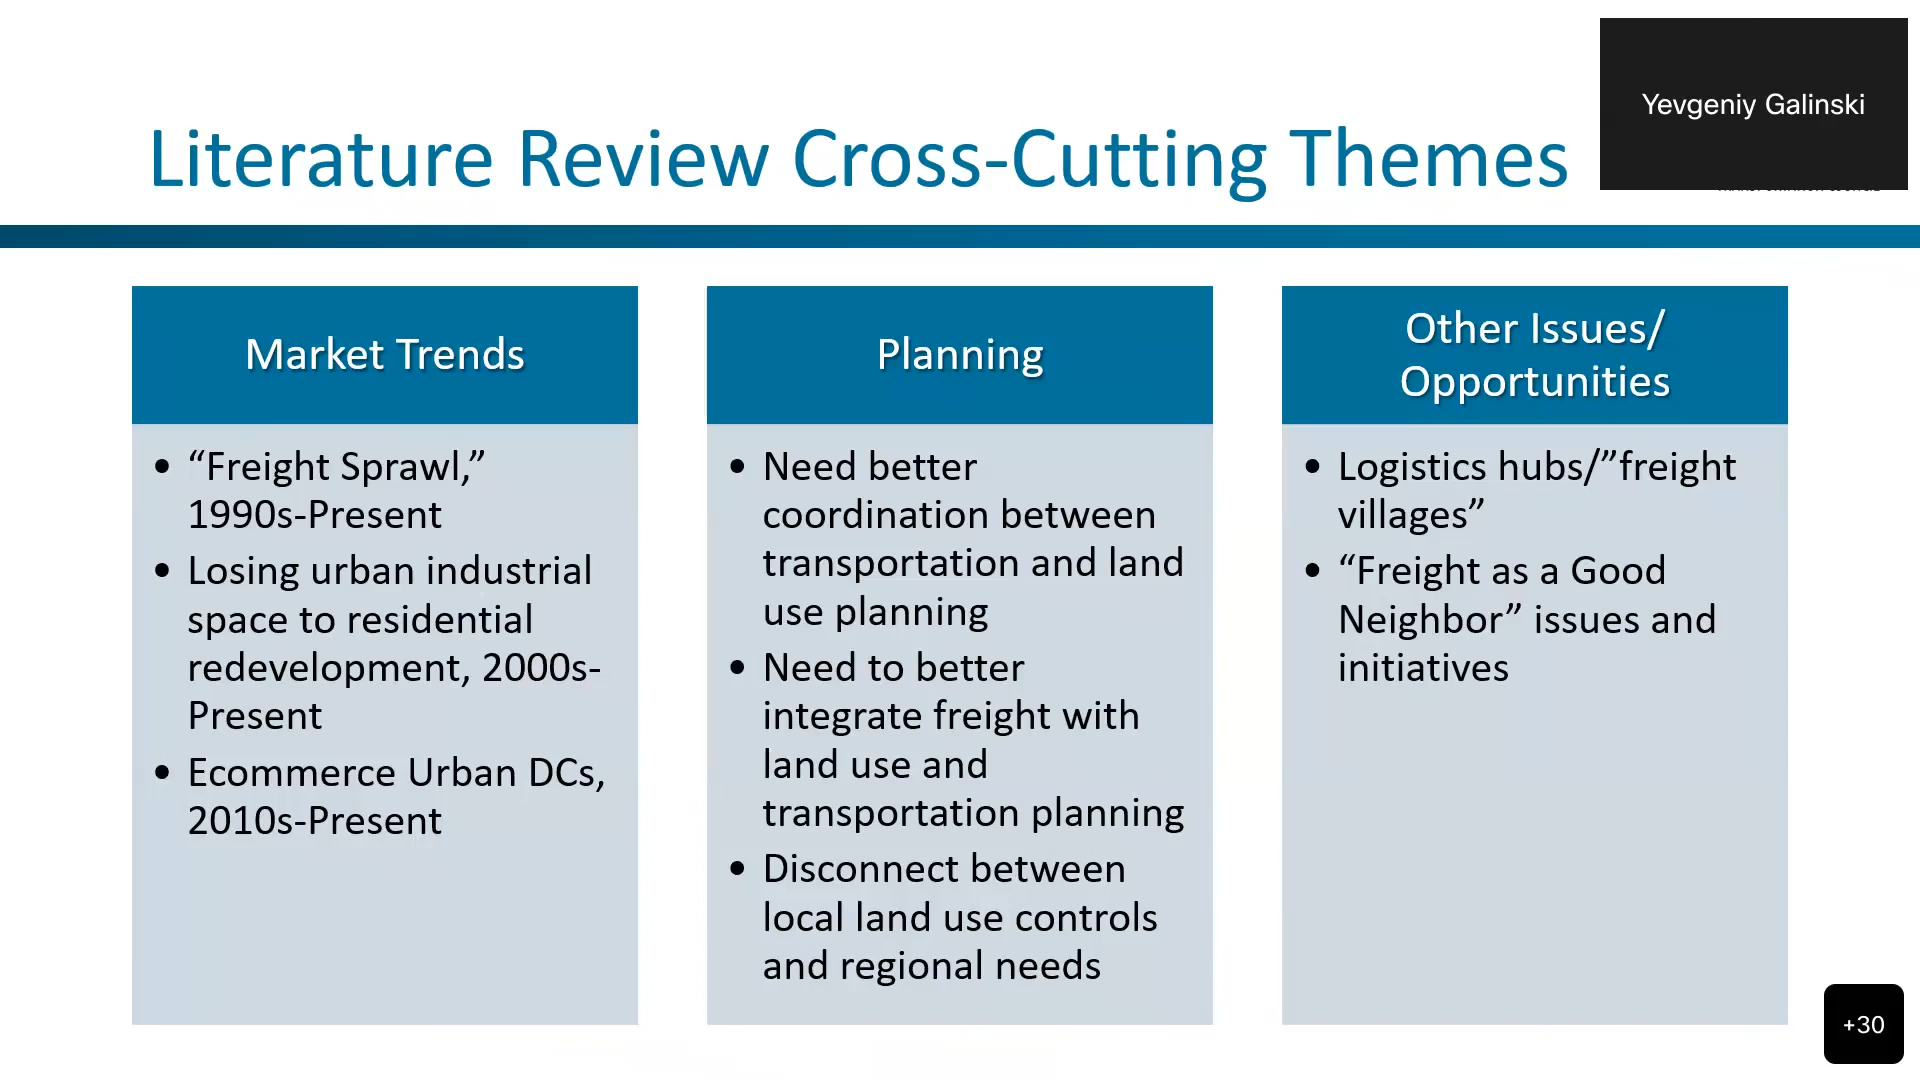 Yevgeniy Galinski
Literature Review Cross-Cutting Themes
Market Trends
• “Freight Sprawl,”
1990s-Present
• Losing urban industrial
space to residential
redevelopment, 2000s-
Present
• Ecommerce Urban DCs,
2010s-Present
Planning
• Need better
coordination between
transportation and land
use planning
• Need to better
integrate freight with
land use and
transportation planning
• Disconnect between
local land use controls
and regional needs
Other Issues/
Opportunities
• Logistics hubs/”freight
villages”
• “Freight as a Good
Neighbor” issues and
initiatives
+30